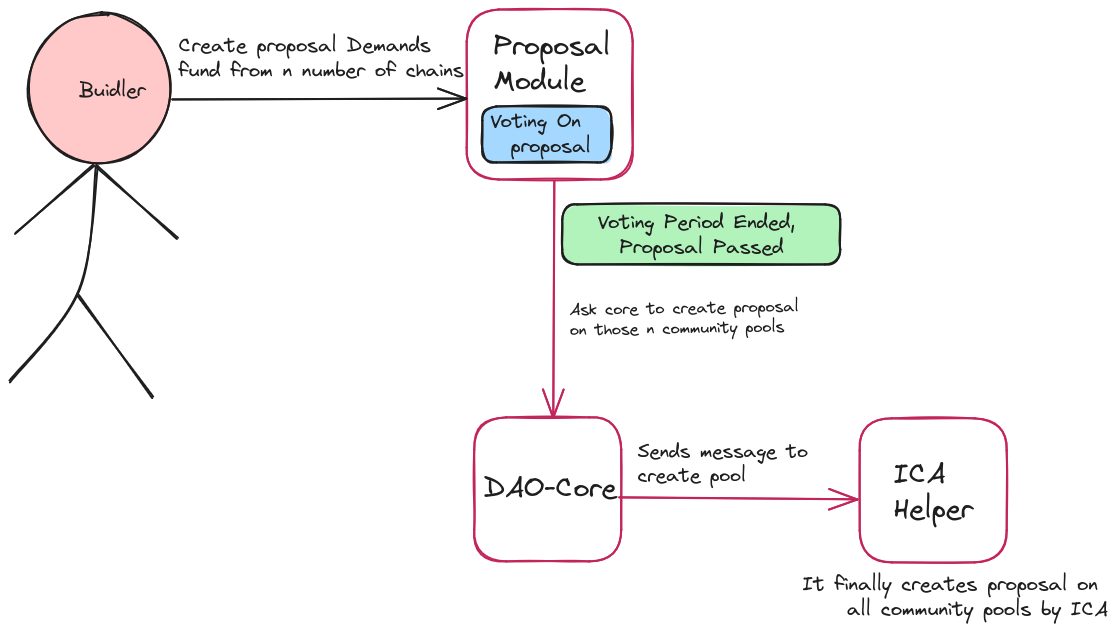 Create proposal Demands
fund from n number of chains
Buidler
Proposal
Module
Voting On
proposal
Voting Period Ended,
Proposal Passed
Ask core to create proposal
on those n community pools
DAO-Core
Sends message to
create pool
ICA
Helper
It finally creates proposal on
all community pools by ICA